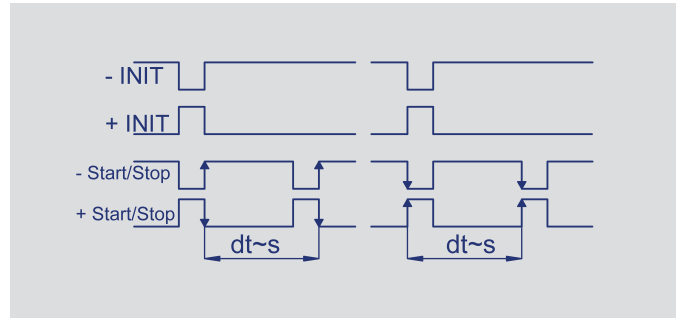 - INIT
+ INIT
- Start/Stop
+ Start/Stop
dt~s dt~s